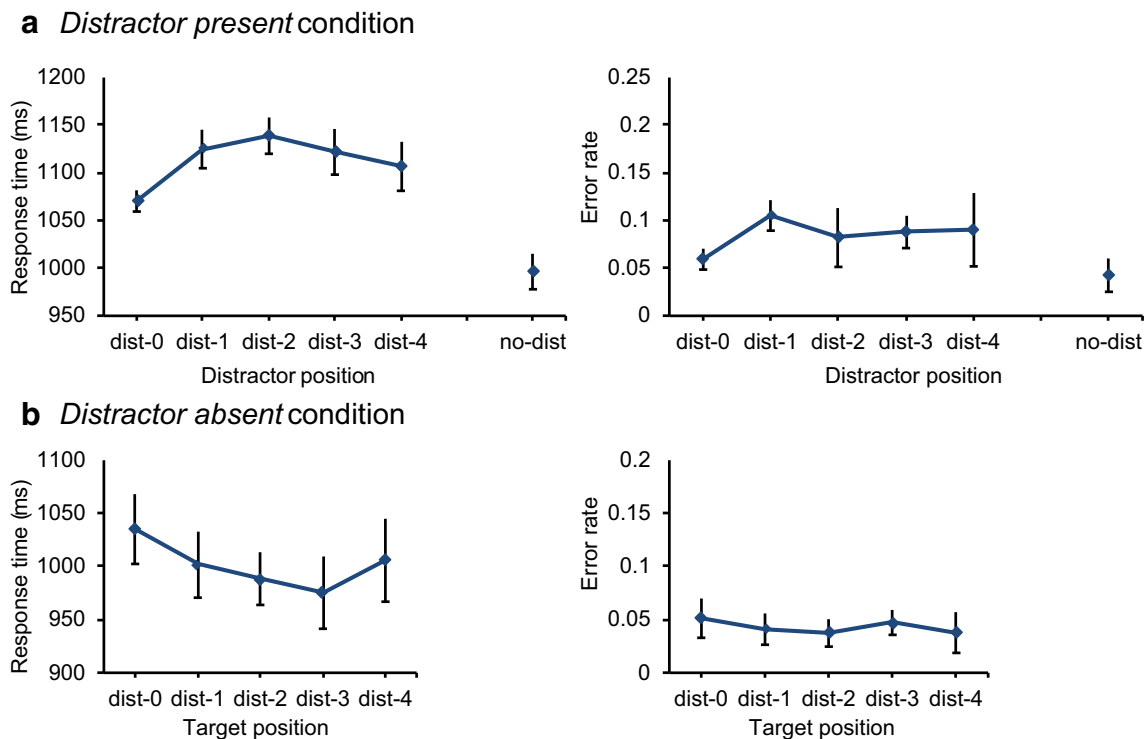 a Distractor present condition
Response time (ms)
1200
1150
1100
1050
1000
950
dist-0 dist-1 dist-2 dist-3 dist-4 no-dist
Distractor position
Error rate
0.25
0.2
0.15
0.1
0.05
0
dist-0 dist-1 dist-2 dist-3 dist-4 no-dist
Distractor position
b Distractor absent condition
Response time (ms)
1100
1050
1000
950
900
dist-0 dist-1 dist-2 dist-3 dist-4
Target position
Error rate
0.2
0.15
0.1
0.05
0
dist-0 dist-1 dist-2 dist-3 dist-4
Target position